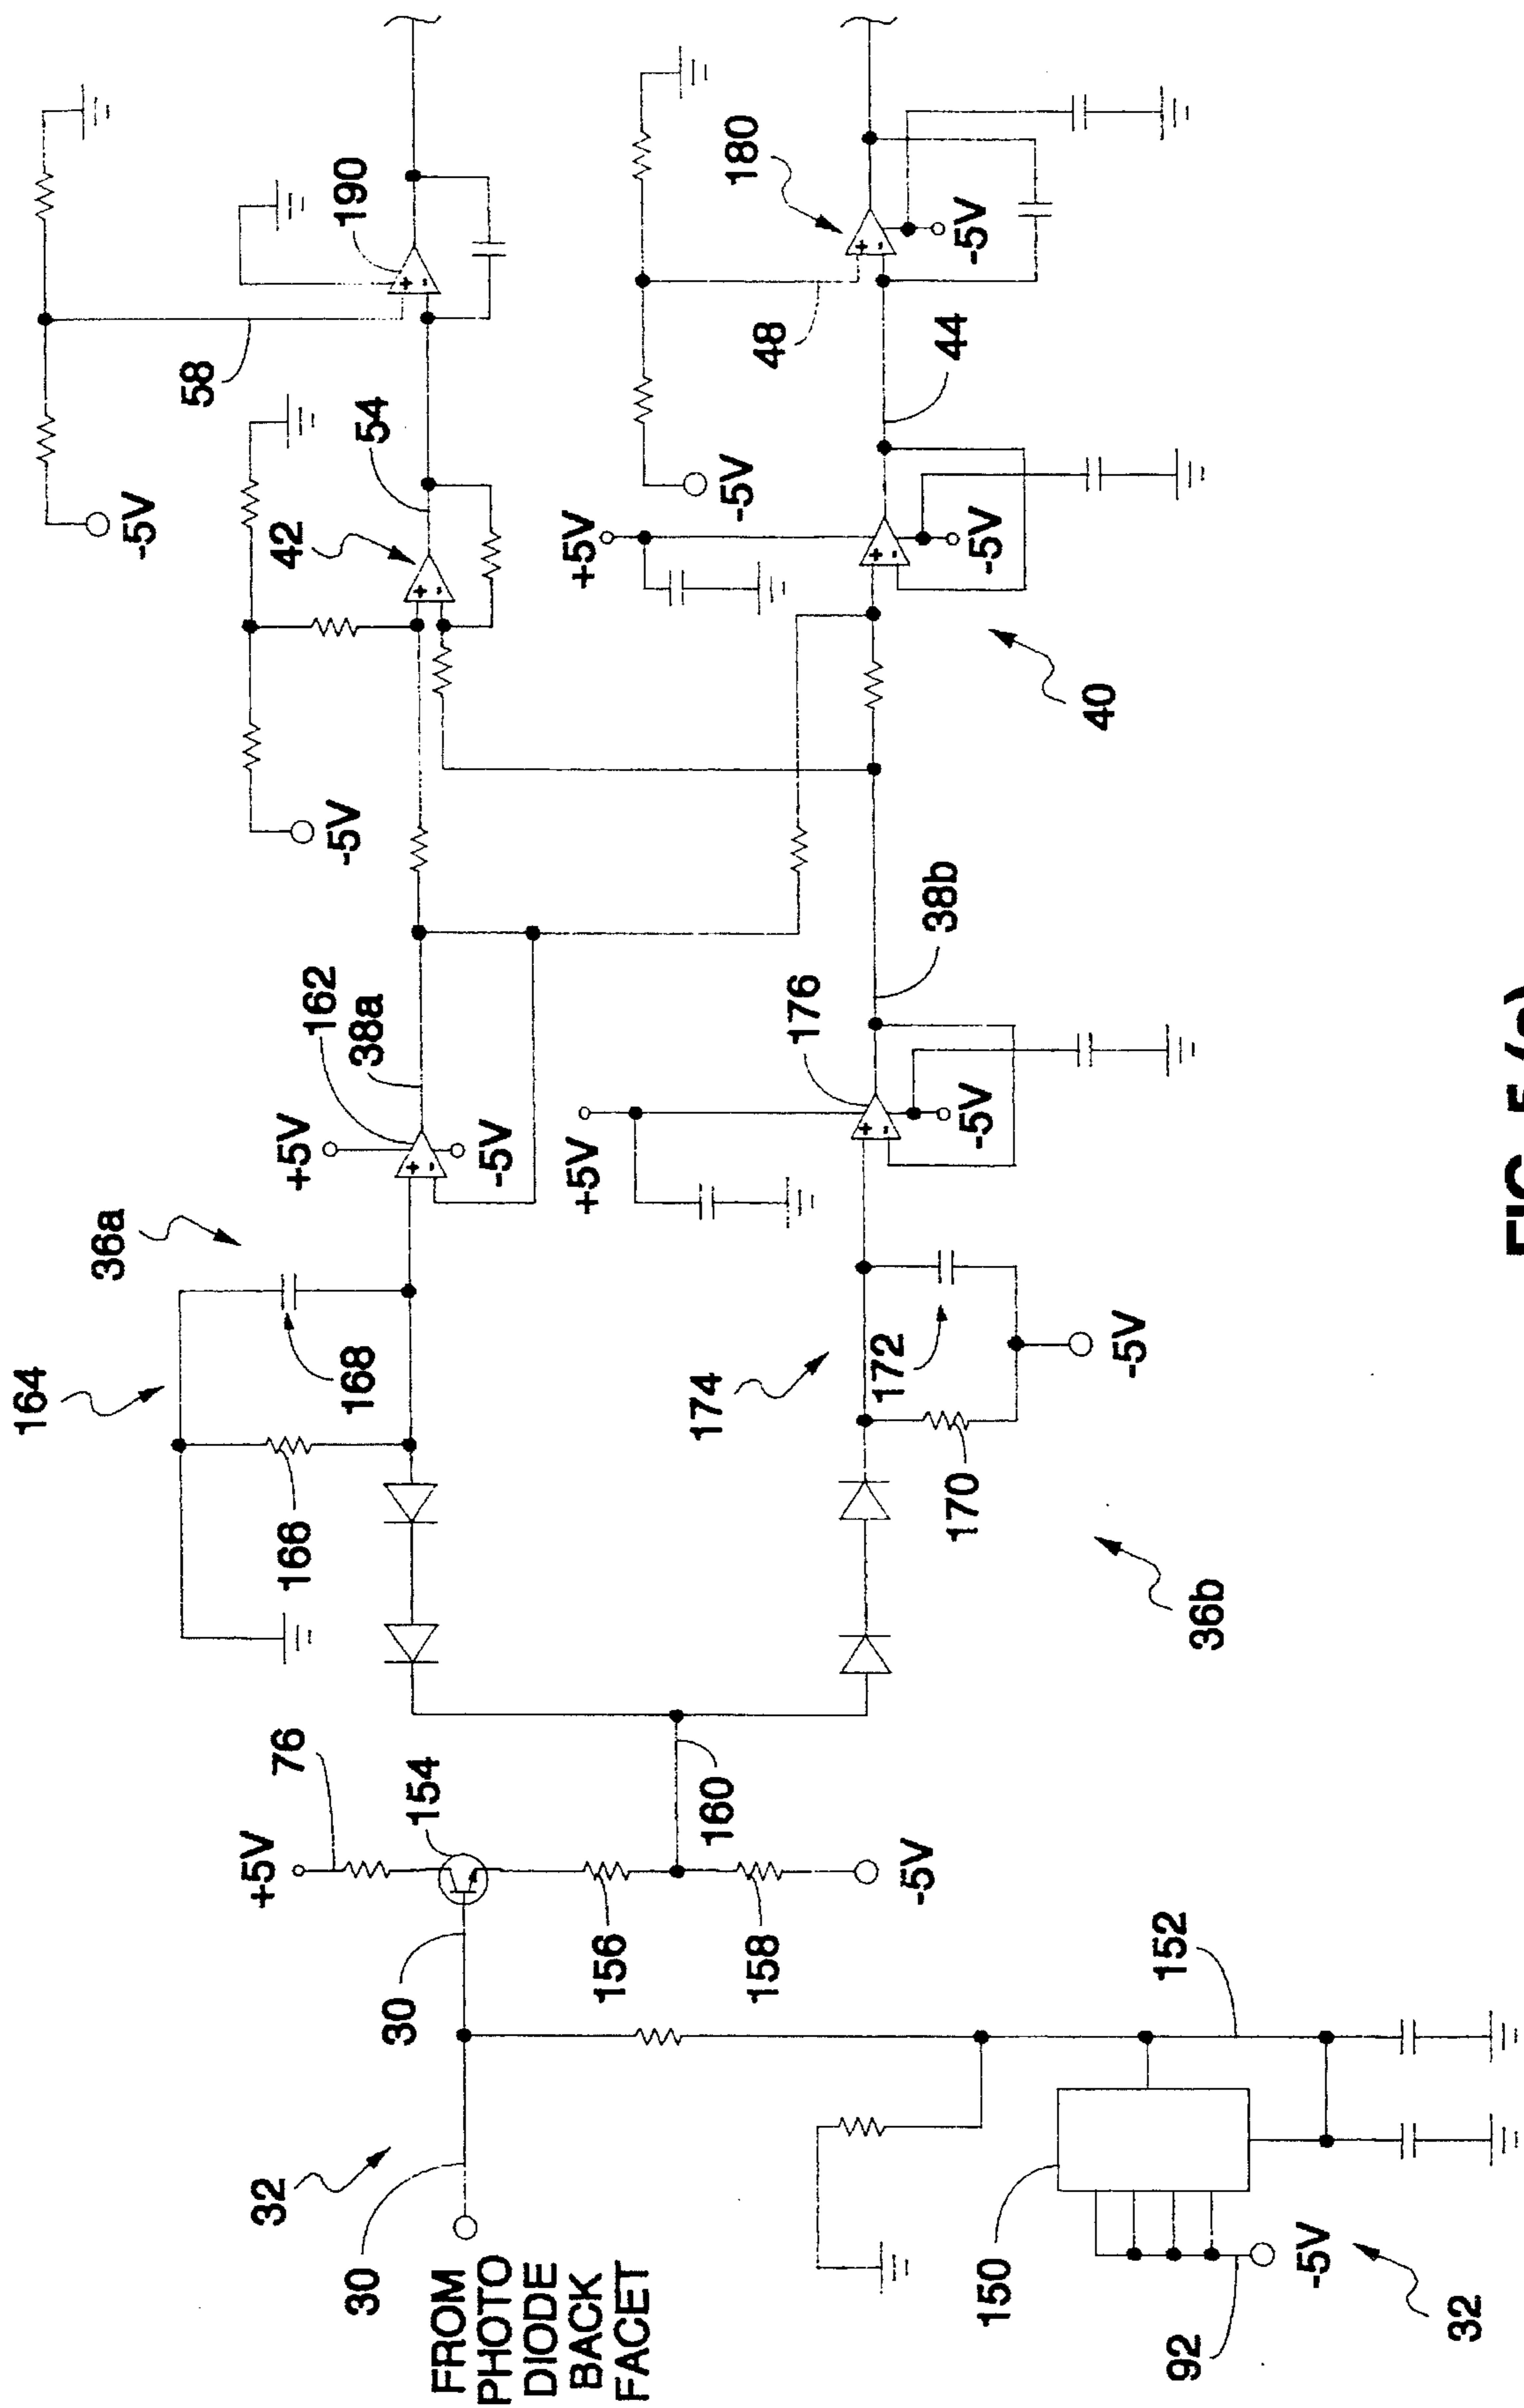 58
190
-5V
42
54
180
48
44
-5V
-5V
+5V
-5V
40
-5V
38b
162
38a
176
+5V
-5V
+5V
-5V
36a
164
168
166
174
172
170
-5V
36b
76
+5V
154
160
-5V
30
156
158
152
32
30
FROM
PHOTO
DIODE
BACK
FACET
150
92
-5V
32